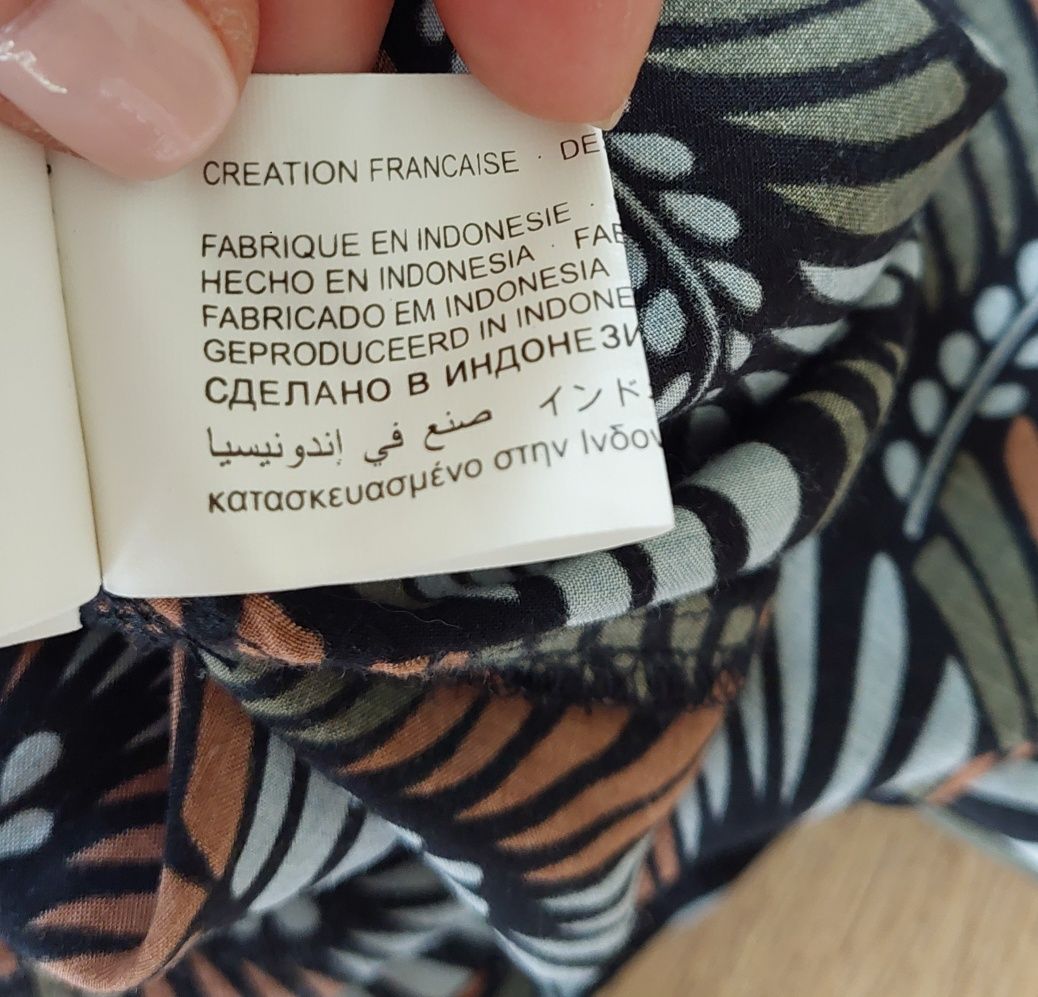 CREATION FRANCAISE · DE
FABRIQUE EN INDONESIE ·
HECHO EN INDONESIA · FAB
FABRICADO EM INDONESIA
GEPRODUCEERD IN INDONE
СДЕЛАНО В ИНДОНЕЗИ
صنع في إندونيسيا インド
κατασκευασμένο στην Ινδον